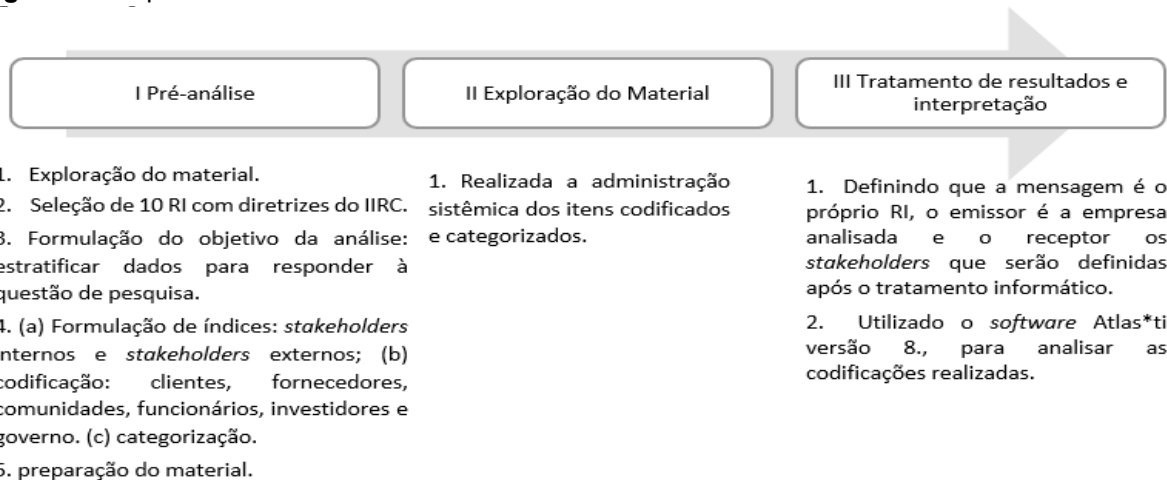 I Pré-análise
II Exploração do Material
III Tratamento de resultados e
interpretação
1. Exploração do material.
2. Seleção de 10 RI com diretrizes do IIRC.
3. Formulação do objetivo da análise:
estratificar dados para responder à
questão de pesquisa.
4. (a) Formulação de índices: stakeholders
internos e stakeholders externos; (b)
codificação: clientes, fornecedores,
comunidades, funcionários, investidores e
governo. (c) categorização.
5. preparação do material.
1. Realizada a administração
sistêmica dos itens codificados
e categorizados.
1. Definindo que a mensagem é o
próprio RI, o emissor é a empresa
analisada e o receptor os
stakeholders que serão definidas
após o tratamento informático.
2. Utilizado o software Atlas*ti
versão 8., para analisar as
codificações realizadas.